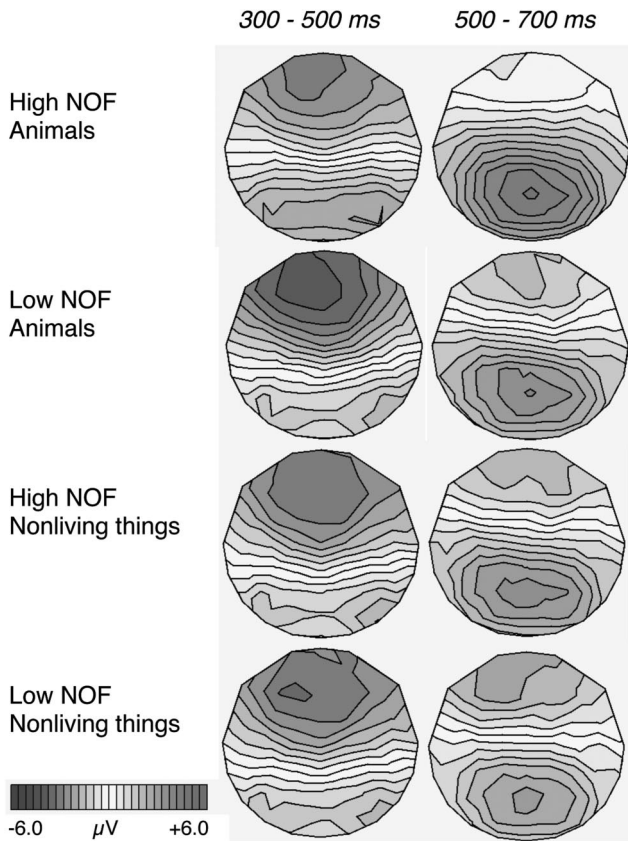 300 - 500 ms 500 - 700 ms
High NOF
Animals
Low NOF
Animals
High NOF
Nonliving things
Low NOF
Nonliving things
-6.0 µV +6.0